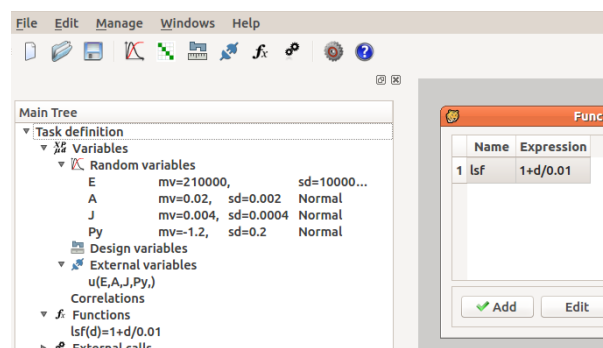 File Edit Manage Windows Help
Main Tree
Task definition
Variables
Random variables
E mv=210000, sd=10000...
A mv=0.02, sd=0.002 Normal
J mv=0.004, sd=0.0004 Normal
Py mv=-1.2, sd=0.2 Normal
Design variables
External variables
u(E,A,J,Py,)
Correlations
Functions
lsf(d)=1+d/0.01
External calls
Func
Name Expression
1 lsf 1+d/0.01
Add Edit